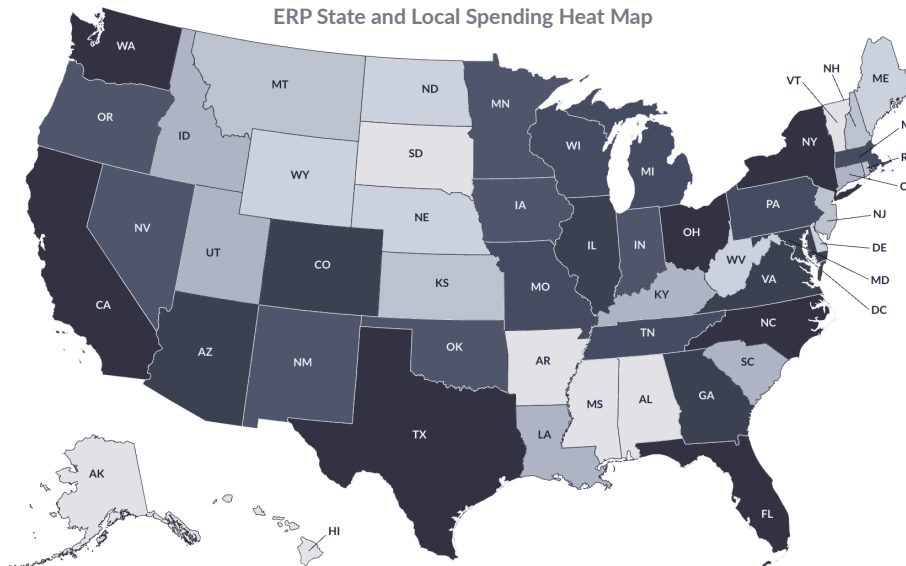 ERP State and Local Spending Heat Map
WA
MT
ND
MN
VT
NH
ME
OR
ID
SD
WI
MI
NY
WY
NV
UT
NE
IA
IL
IN
OH
PA
NJ
CO
KS
MO
KY
WV
VA
DE
MD
DC
CA
AZ
NM
OK
AR
TN
NC
SC
MS
AL
GA
LA
TX
FL
AK
HI